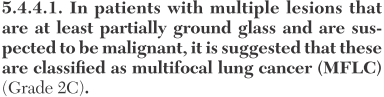 5.4.4.1. In patients with multiple lesions that
are at least partially ground glass and are sus-
pected to be malignant, it is suggested that these
are classified as multifocal lung cancer (MFLC)
(Grade 2C).